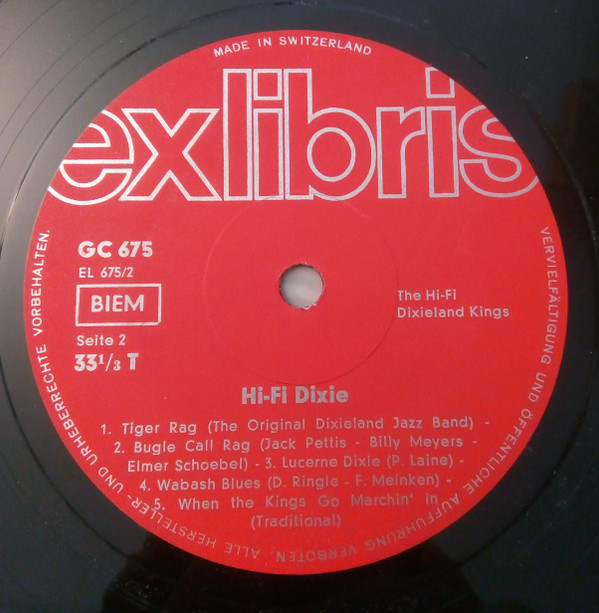 MADE IN SWITZERLAND
exlibris
GC 675
EL 675/2
BIEM
Seite 2
33¹/₃ T
The Hi-Fi
Dixieland Kings
Hi-Fi Dixie
1. Tiger Rag (The Original Dixieland Jazz Band) -
2. Bugle Call Rag (Jack Pettis - Billy Meyers -
Elmer Schoebel) - 3. Lucerne Dixie (P. Laine) -
4. Wabash Blues (D. Ringle - F. Meinken) -
5. When the Kings Go Marchin' In
(Traditional)
VERVIELFÄLTIGUNG UND ÖFFENTLICHE AUFFÜHRUNG VERBOTEN. ALLE HERSTELLER- UND URHEBERRECHTE VORBEHALTEN.